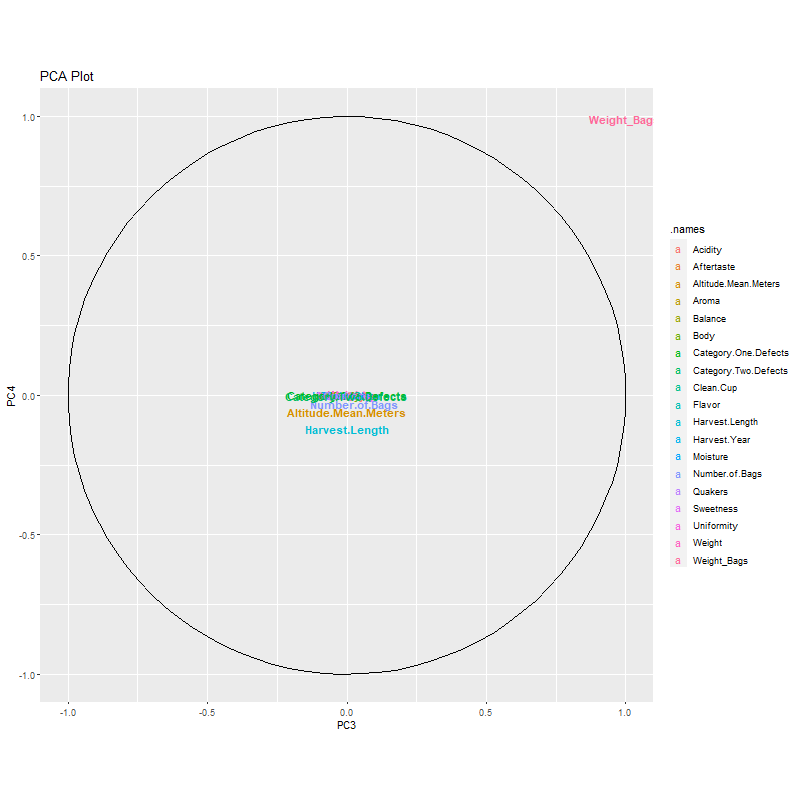 PCA Plot
1.0
0.5
0.0
-0.5
-1.0
PC4
Weight_Bag
Category.Two.Defects
Number.of.Bags
Altitude.Mean.Meters
Harvest.Length
-1.0
-0.5
0.0
0.5
1.0
PC3
.names
a Acidity
a Aftertaste
a Altitude.Mean.Meters
a Aroma
a Balance
a Body
a Category.One.Defects
a Category.Two.Defects
a Clean.Cup
a Flavor
a Harvest.Length
a Harvest.Year
a Moisture
a Number.of.Bags
a Quakers
a Sweetness
a Uniformity
a Weight
a Weight_Bags